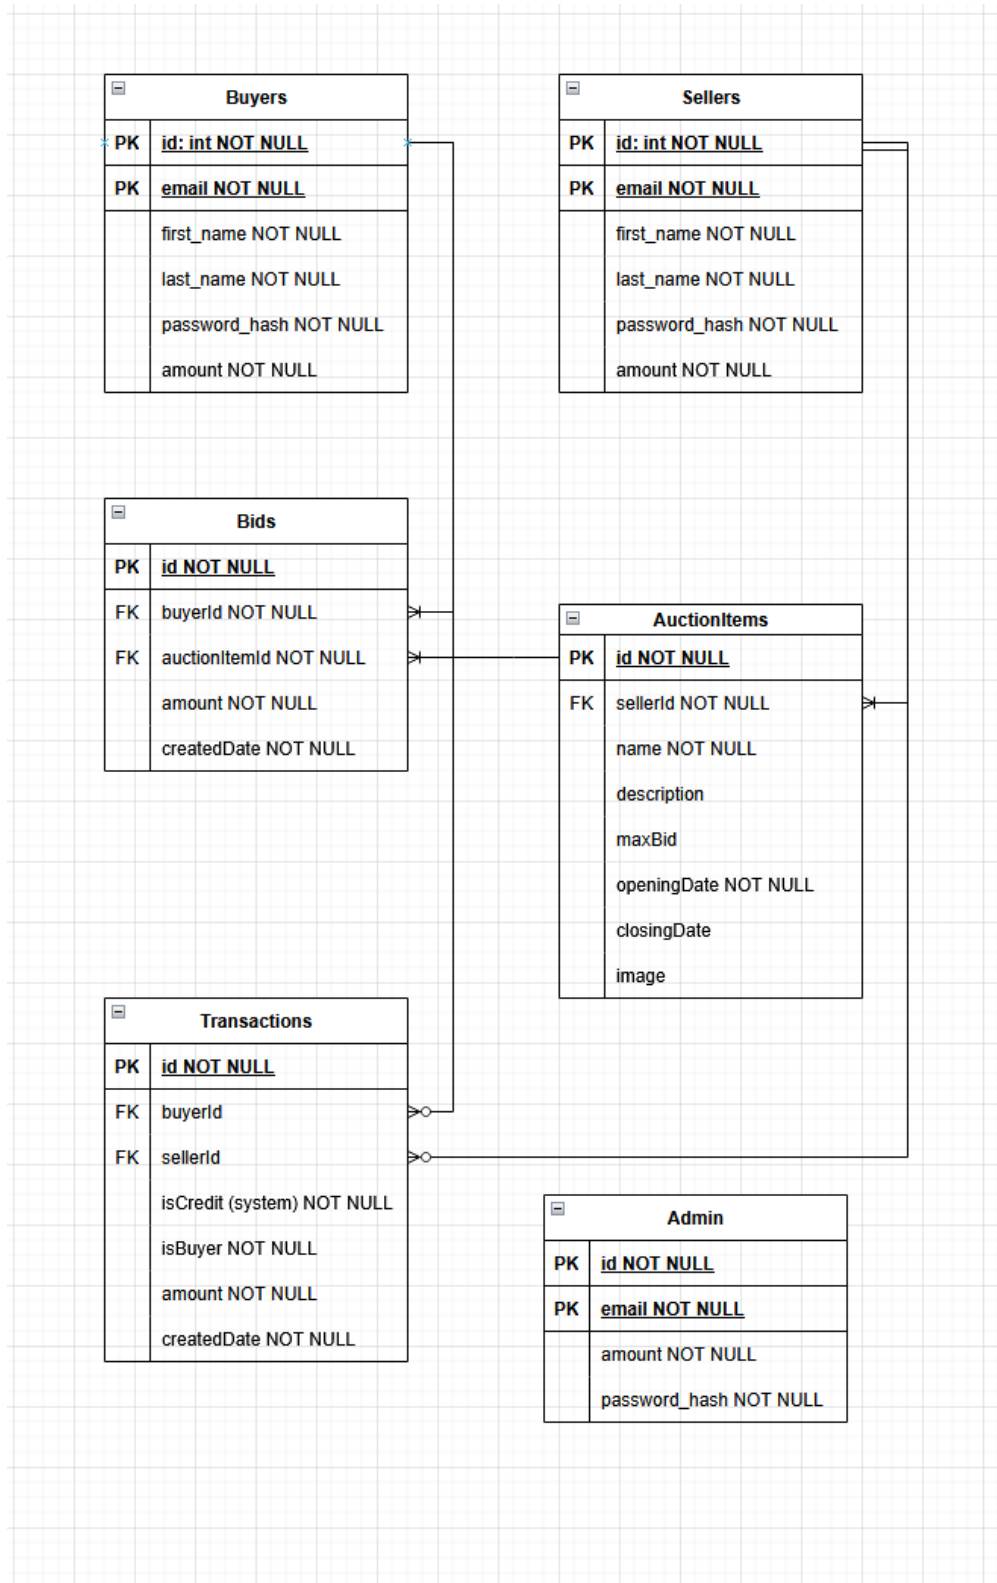 Buyers
PK id: int NOT NULL
PK email NOT NULL
first_name NOT NULL
last_name NOT NULL
password_hash NOT NULL
amount NOT NULL
Sellers
PK id: int NOT NULL
PK email NOT NULL
first_name NOT NULL
last_name NOT NULL
password_hash NOT NULL
amount NOT NULL
Bids
PK id NOT NULL
FK buyerId NOT NULL
FK auctionItemId NOT NULL
amount NOT NULL
createdDate NOT NULL
AuctionItems
PK id NOT NULL
FK sellerId NOT NULL
name NOT NULL
description
maxBid
openingDate NOT NULL
closingDate
image
Transactions
PK id NOT NULL
FK buyerId
FK sellerId
isCredit (system) NOT NULL
isBuyer NOT NULL
amount NOT NULL
createdDate NOT NULL
Admin
PK id NOT NULL
PK email NOT NULL
amount NOT NULL
password_hash NOT NULL